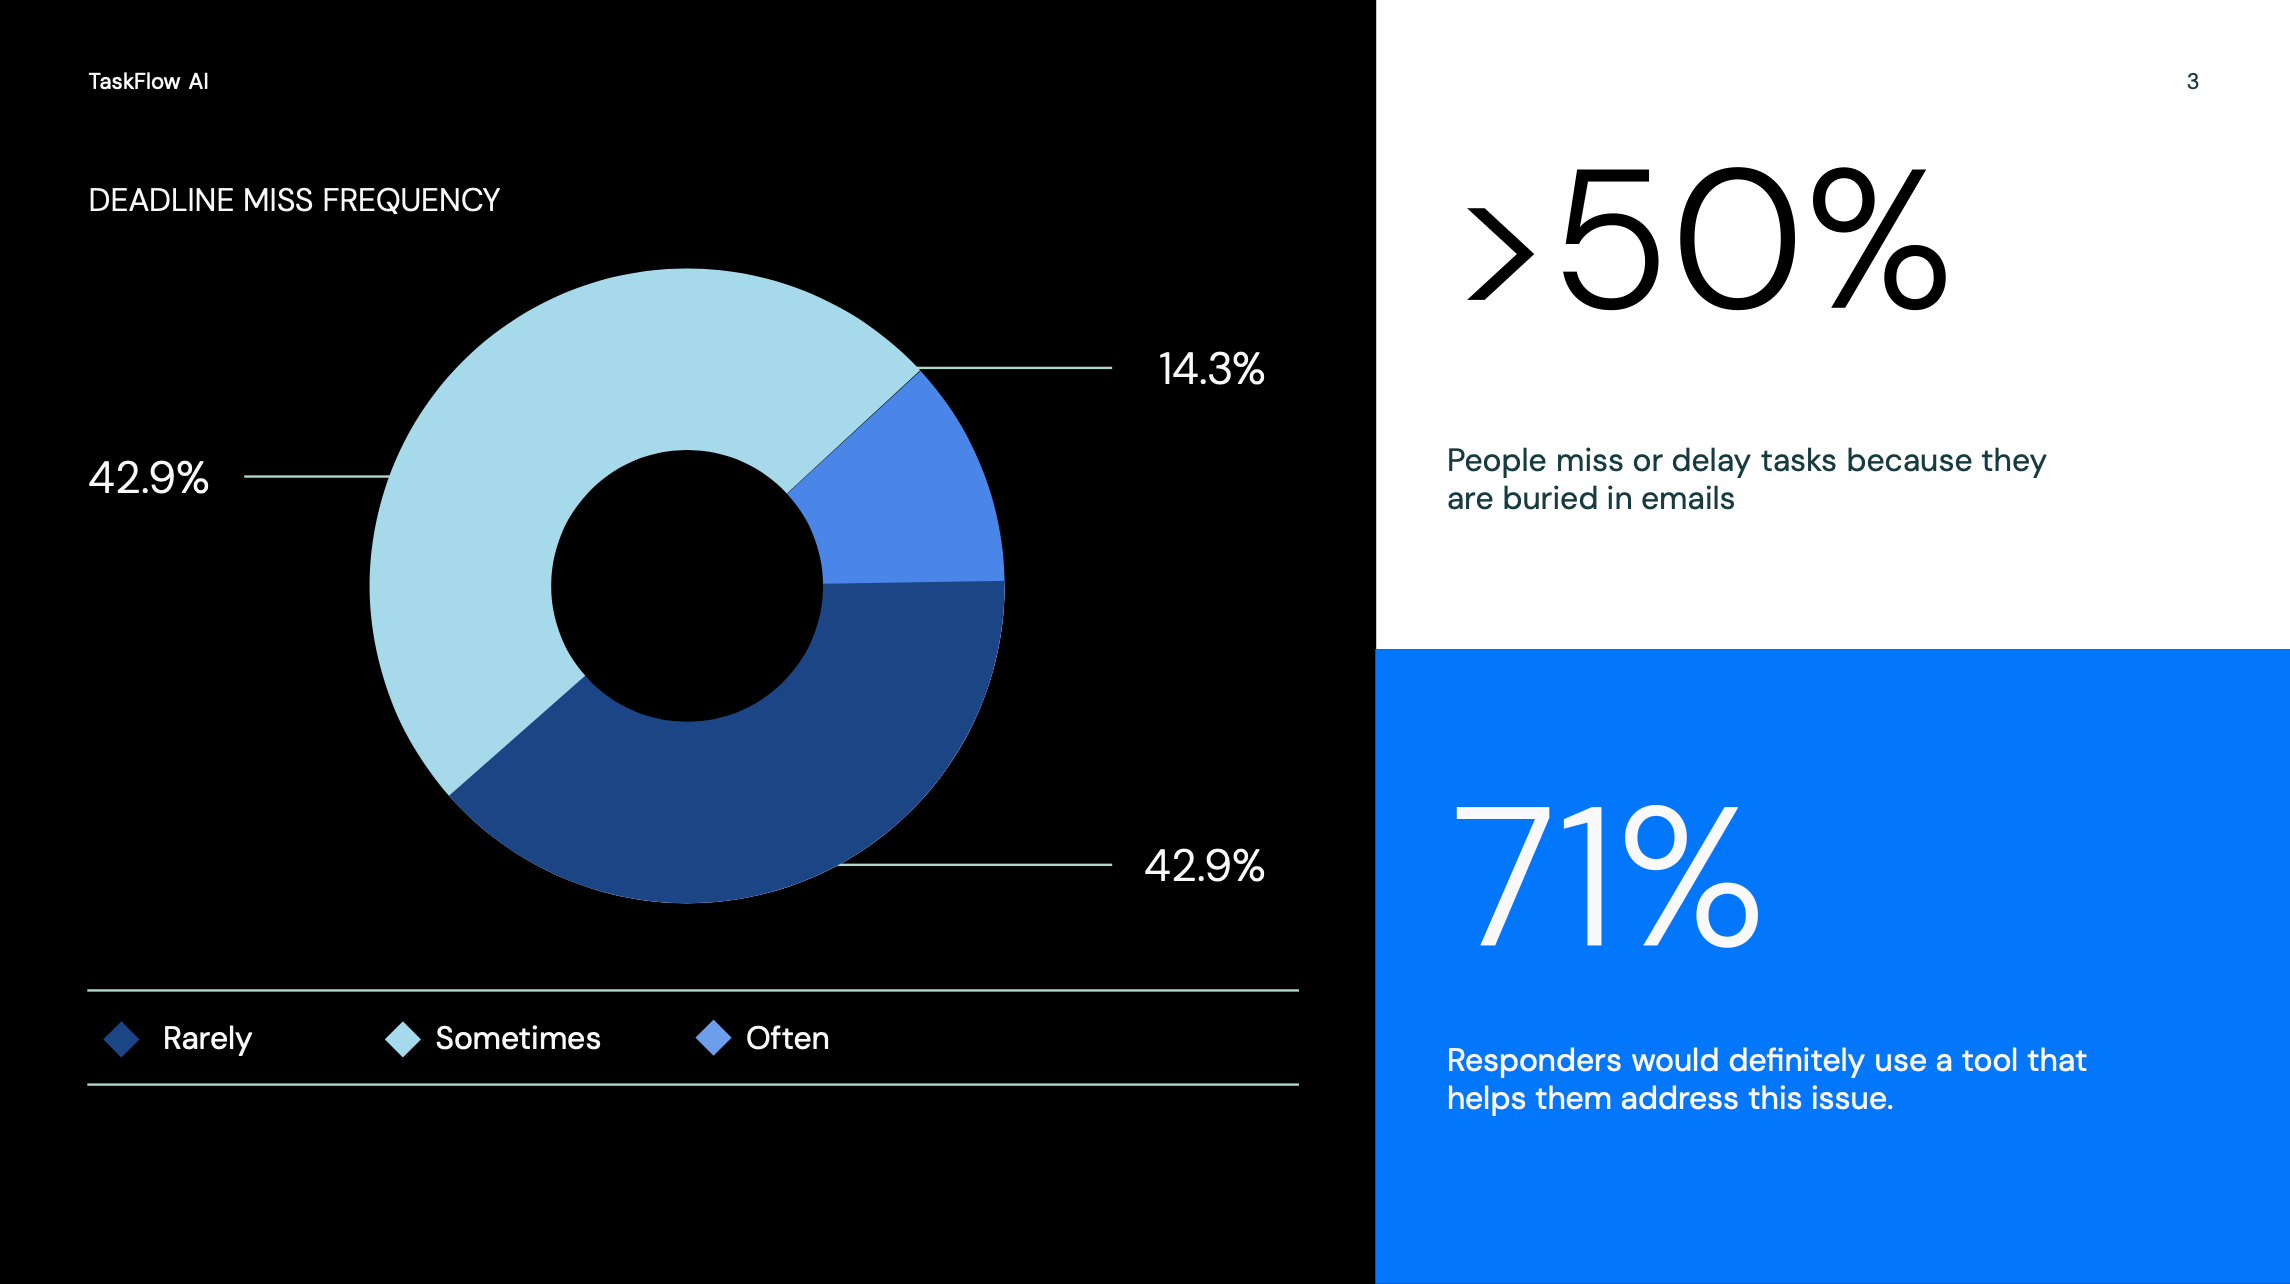 TaskFlow AI
3
DEADLINE MISS FREQUENCY
14.3%
42.9%
42.9%
Rarely
Sometimes
Often
>50%
People miss or delay tasks because they
are buried in emails
71%
Responders would definitely use a tool that
helps them address this issue.